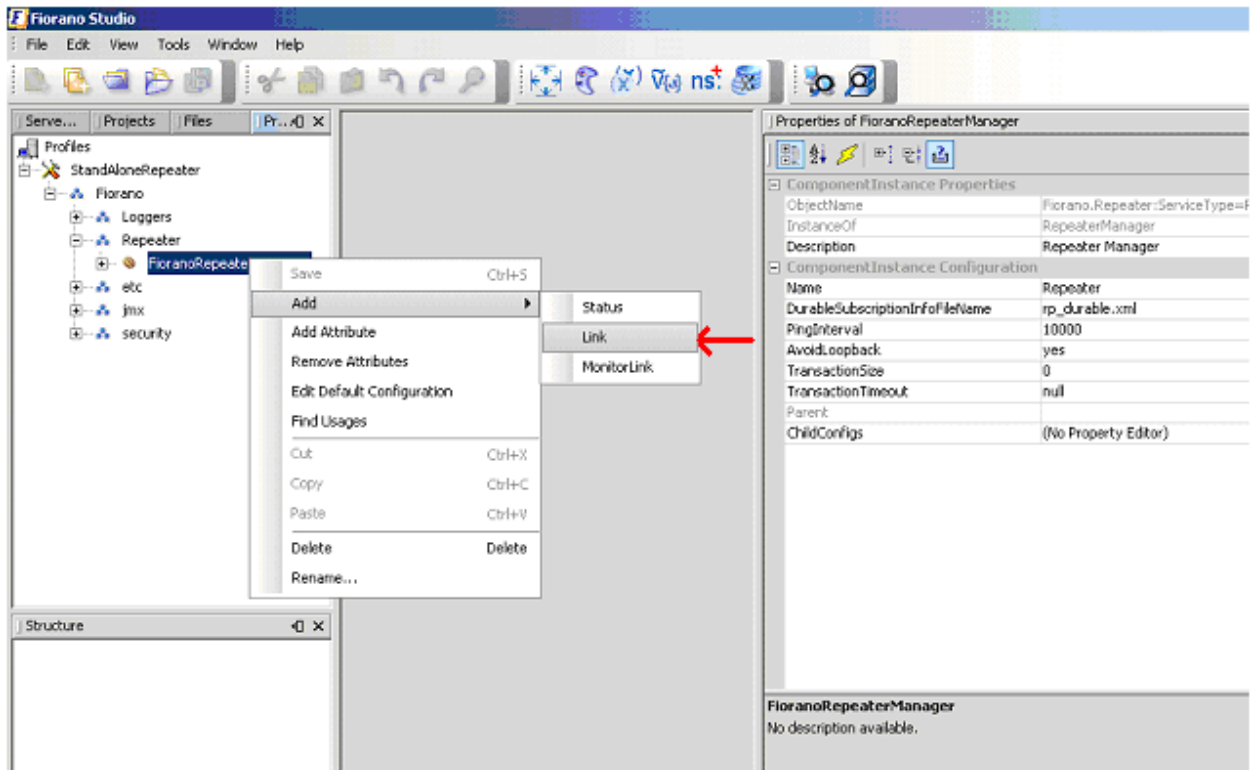 Fiorano Studio
File Edit View Tools Window Help
ns:
Serve... Projects Files Pr...
Profiles
StandAloneRepeater
Fiorano
Loggers
Repeater
FioranoRepeate
etc
jmx
security
Save Ctrl+S
Add
Add Attribute
Remove Attributes
Edit Default Configuration
Find Usages
Cut Ctrl+X
Copy Ctrl+C
Paste Ctrl+V
Delete Delete
Rename...
Status
Link
MonitorLink
Structure
Properties of FioranoRepeaterManager
ComponentInstance Properties
ObjectName Fiorano.Repeater:ServiceType=
InstanceOf RepeaterManager
Description Repeater Manager
ComponentInstance Configuration
Name Repeater
DurableSubscriptionInfoFileName rp_durable.xml
PingInterval 10000
AvoidLoopback yes
TransactionSize 0
TransactionTimeout null
Parent
ChildConfigs (No Property Editor)
FioranoRepeaterManager
No description available.